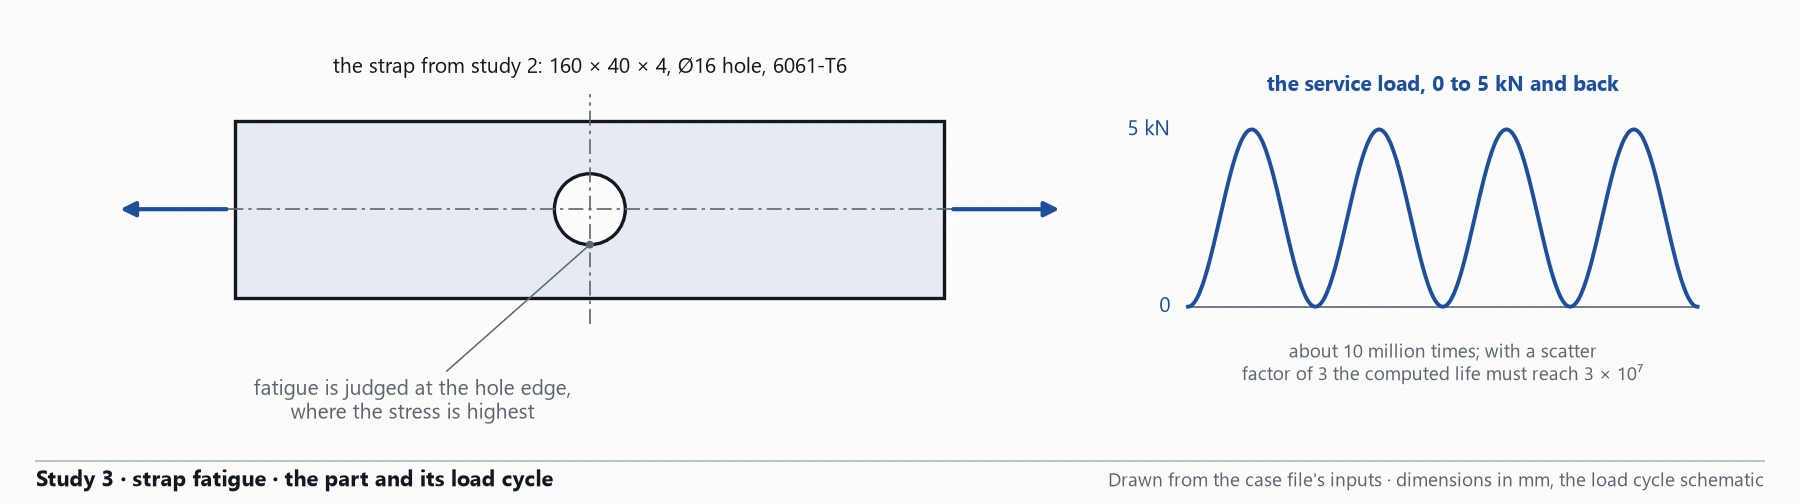 the strap from study 2: 160 × 40 × 4, Ø16 hole, 6061-T6
the service load, 0 to 5 kN and back
5 kN
0
about 10 million times; with a scatter
factor of 3 the computed life must reach 3 × 10⁷
fatigue is judged at the hole edge,
where the stress is highest
Study 3 · strap fatigue · the part and its load cycle
Drawn from the case file's inputs · dimensions in mm, the load cycle schematic